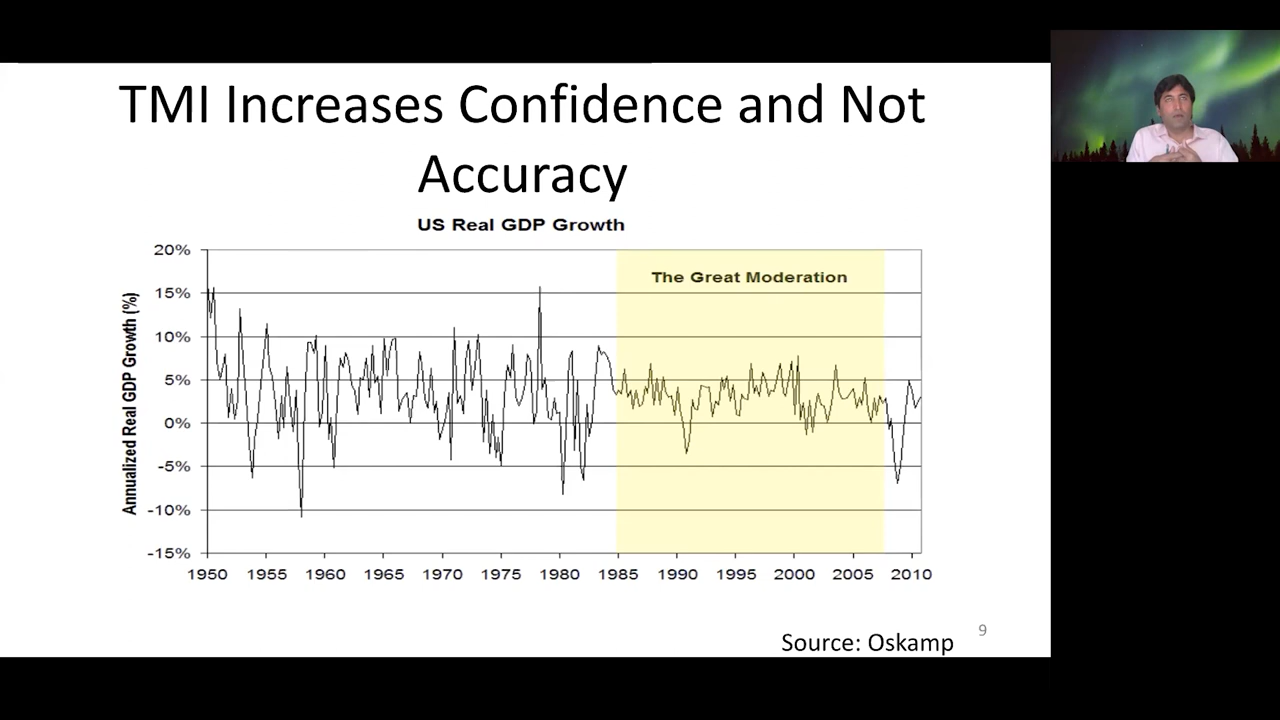 TMI Increases Confidence and Not
Accuracy
US Real GDP Growth
The Great Moderation
Annualized Real GDP Growth (%)
20%
15%
10%
5%
0%
-5%
-10%
-15%
1950 1955 1960 1965 1970 1975 1980 1985 1990 1995 2000 2005 2010
9
Source: Oskamp